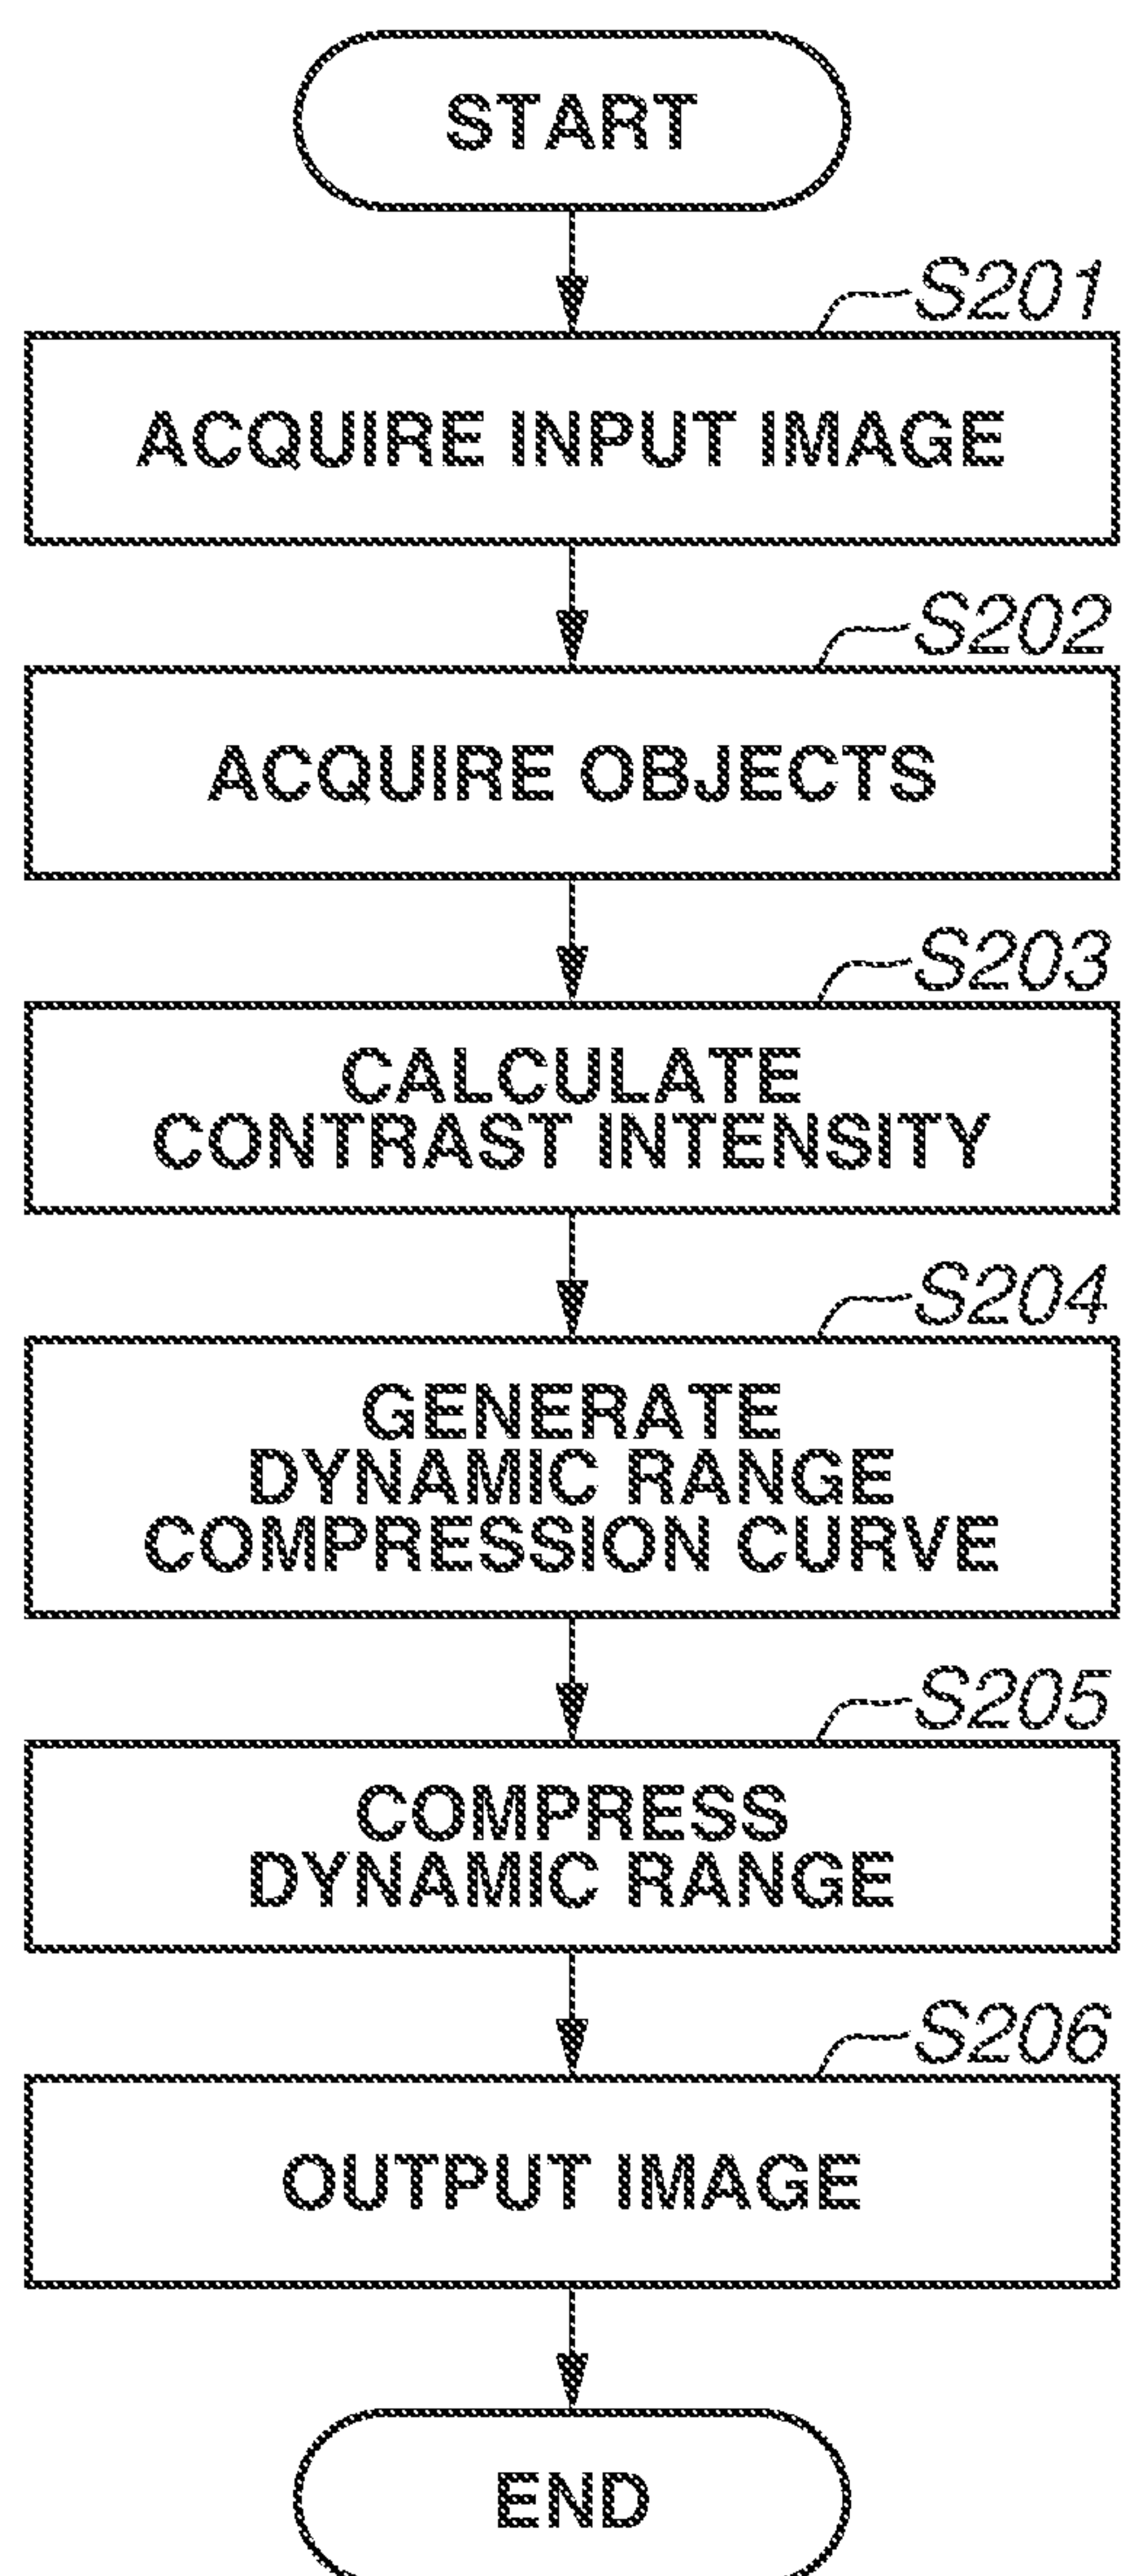 START
S201
ACQUIRE INPUT IMAGE
S202
ACQUIRE OBJECTS
S203
CALCULATE
CONTRAST INTENSITY
S204
GENERATE
DYNAMIC RANGE
COMPRESSION CURVE
S205
COMPRESS
DYNAMIC RANGE
S206
OUTPUT IMAGE
END